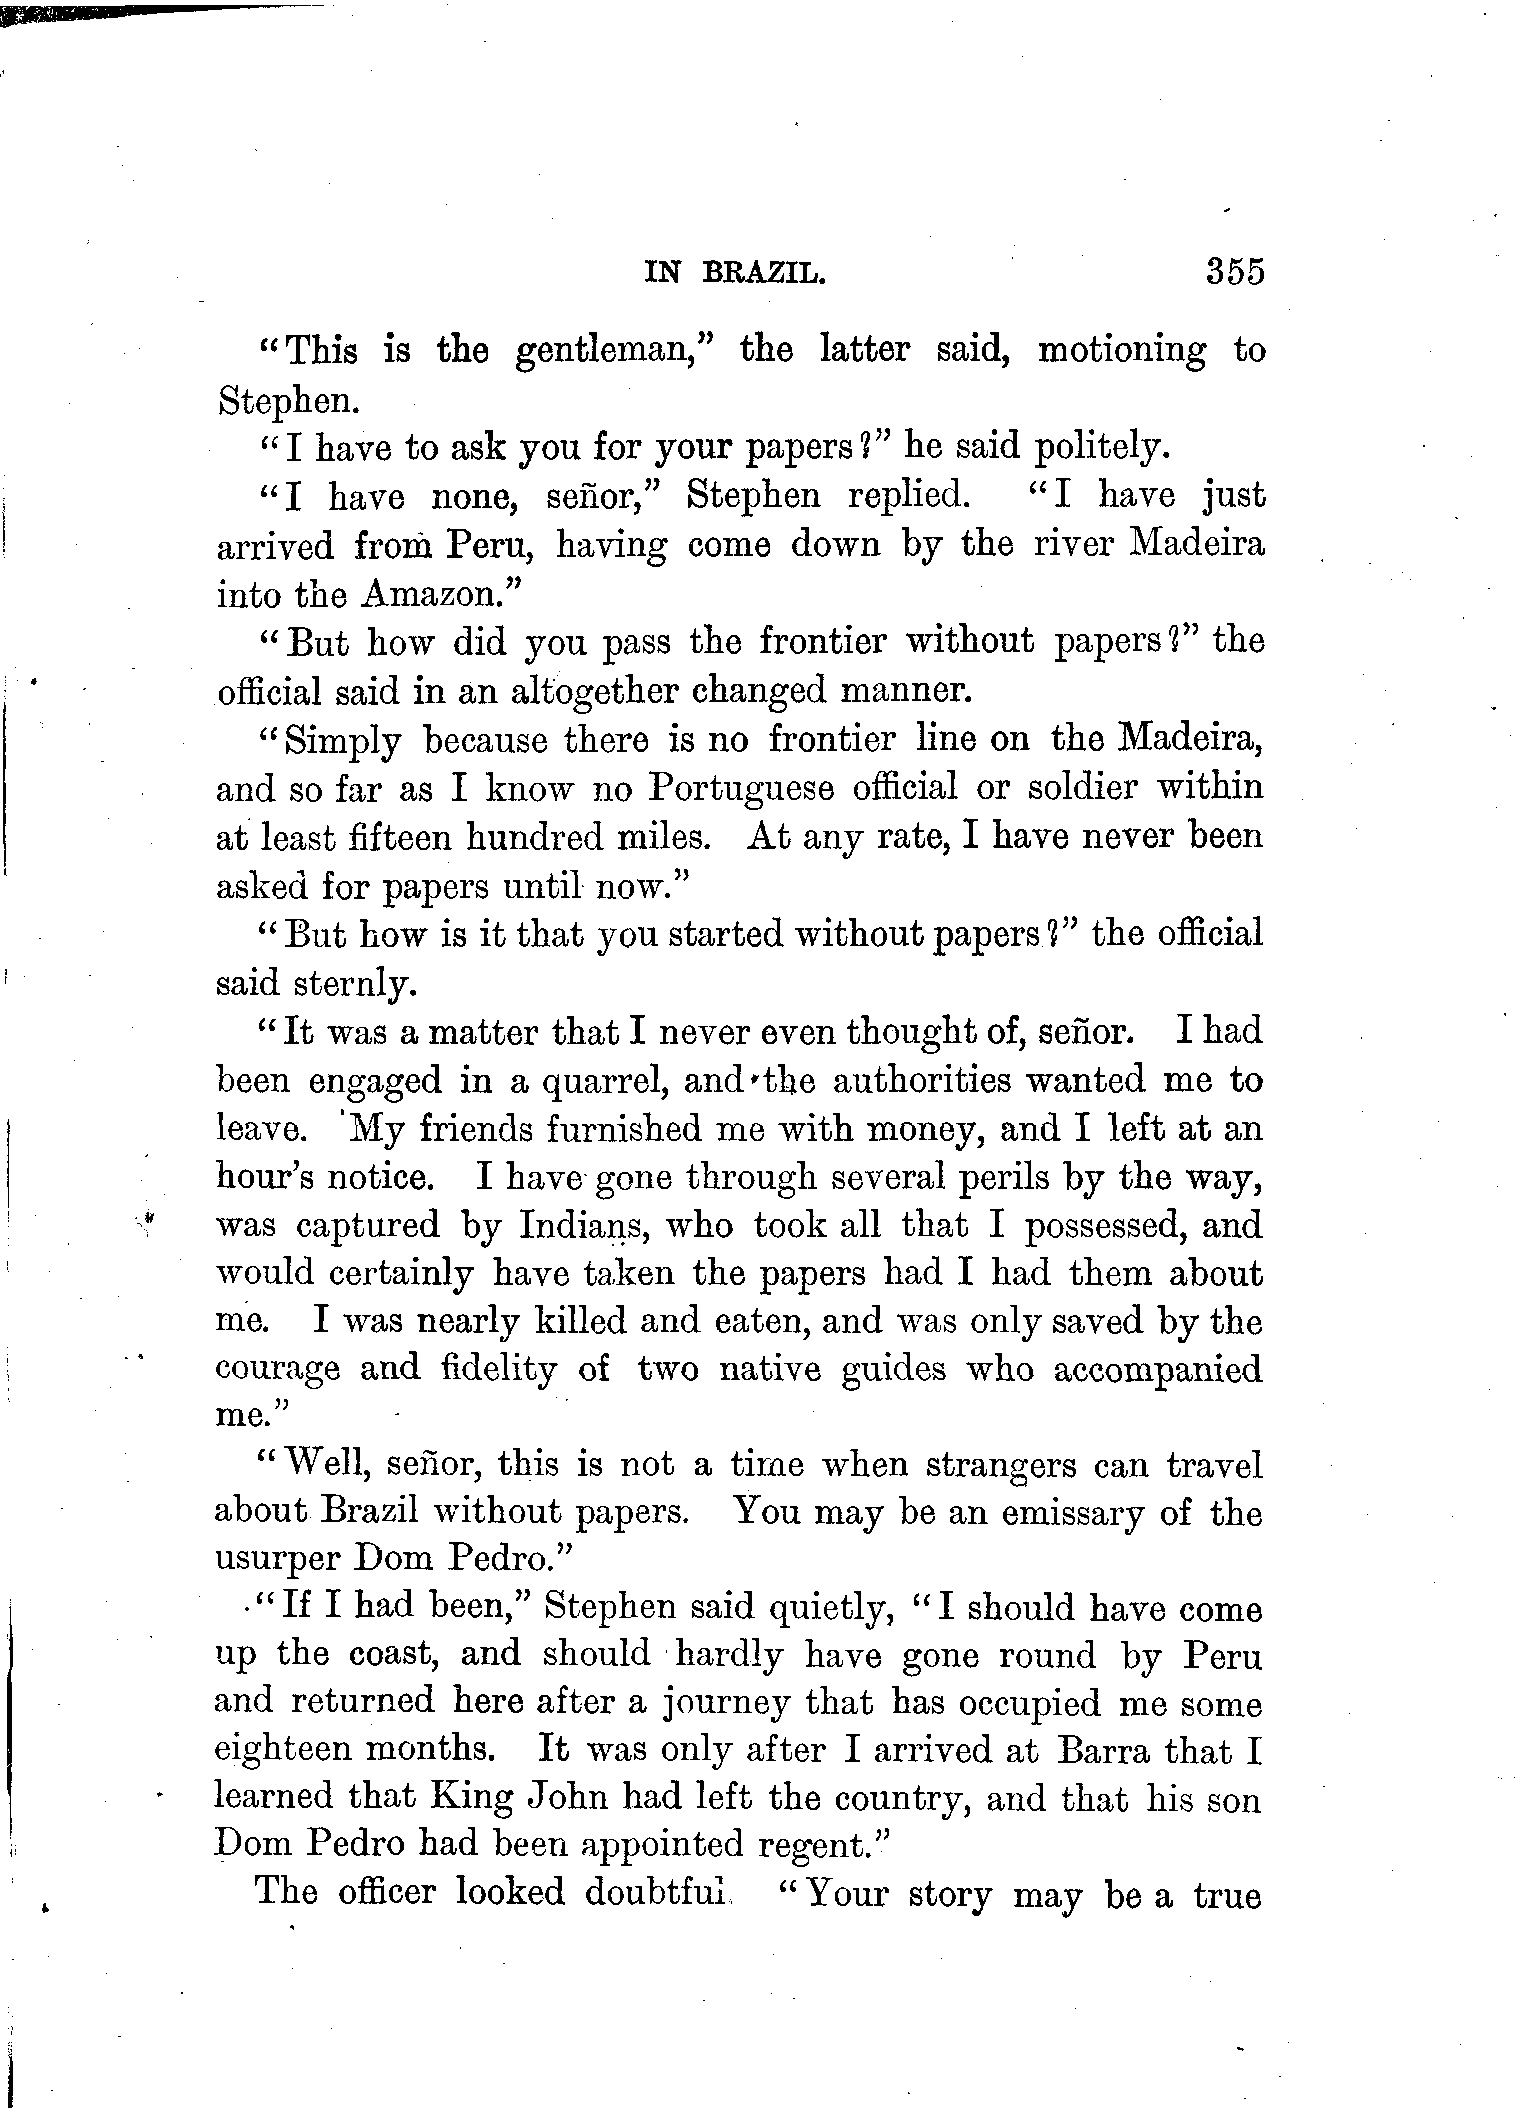 IN BRAZIL. 355
“This is the gentleman,” the latter said, motioning to
Stephen.
“I have to ask you for your papers?” he said politely.
“I have none, señor,” Stephen replied. “I have just
arrived from Peru, having come down by the river Madeira
into the Amazon.”
“But how did you pass the frontier without papers?” the
official said in an altogether changed manner.
“Simply because there is no frontier line on the Madeira,
and so far as I know no Portuguese official or soldier within
at least fifteen hundred miles. At any rate, I have never been
asked for papers until now.”
“But how is it that you started without papers?” the official
said sternly.
“It was a matter that I never even thought of, señor. I had
been engaged in a quarrel, and the authorities wanted me to
leave. My friends furnished me with money, and I left at an
hour’s notice. I have gone through several perils by the way,
was captured by Indians, who took all that I possessed, and
would certainly have taken the papers had I had them about
me. I was nearly killed and eaten, and was only saved by the
courage and fidelity of two native guides who accompanied
me.”
“Well, señor, this is not a time when strangers can travel
about Brazil without papers. You may be an emissary of the
usurper Dom Pedro.”
“If I had been,” Stephen said quietly, “I should have come
up the coast, and should hardly have gone round by Peru
and returned here after a journey that has occupied me some
eighteen months. It was only after I arrived at Barra that I
learned that King John had left the country, and that his son
Dom Pedro had been appointed regent.”
The officer looked doubtful. “Your story may be a true